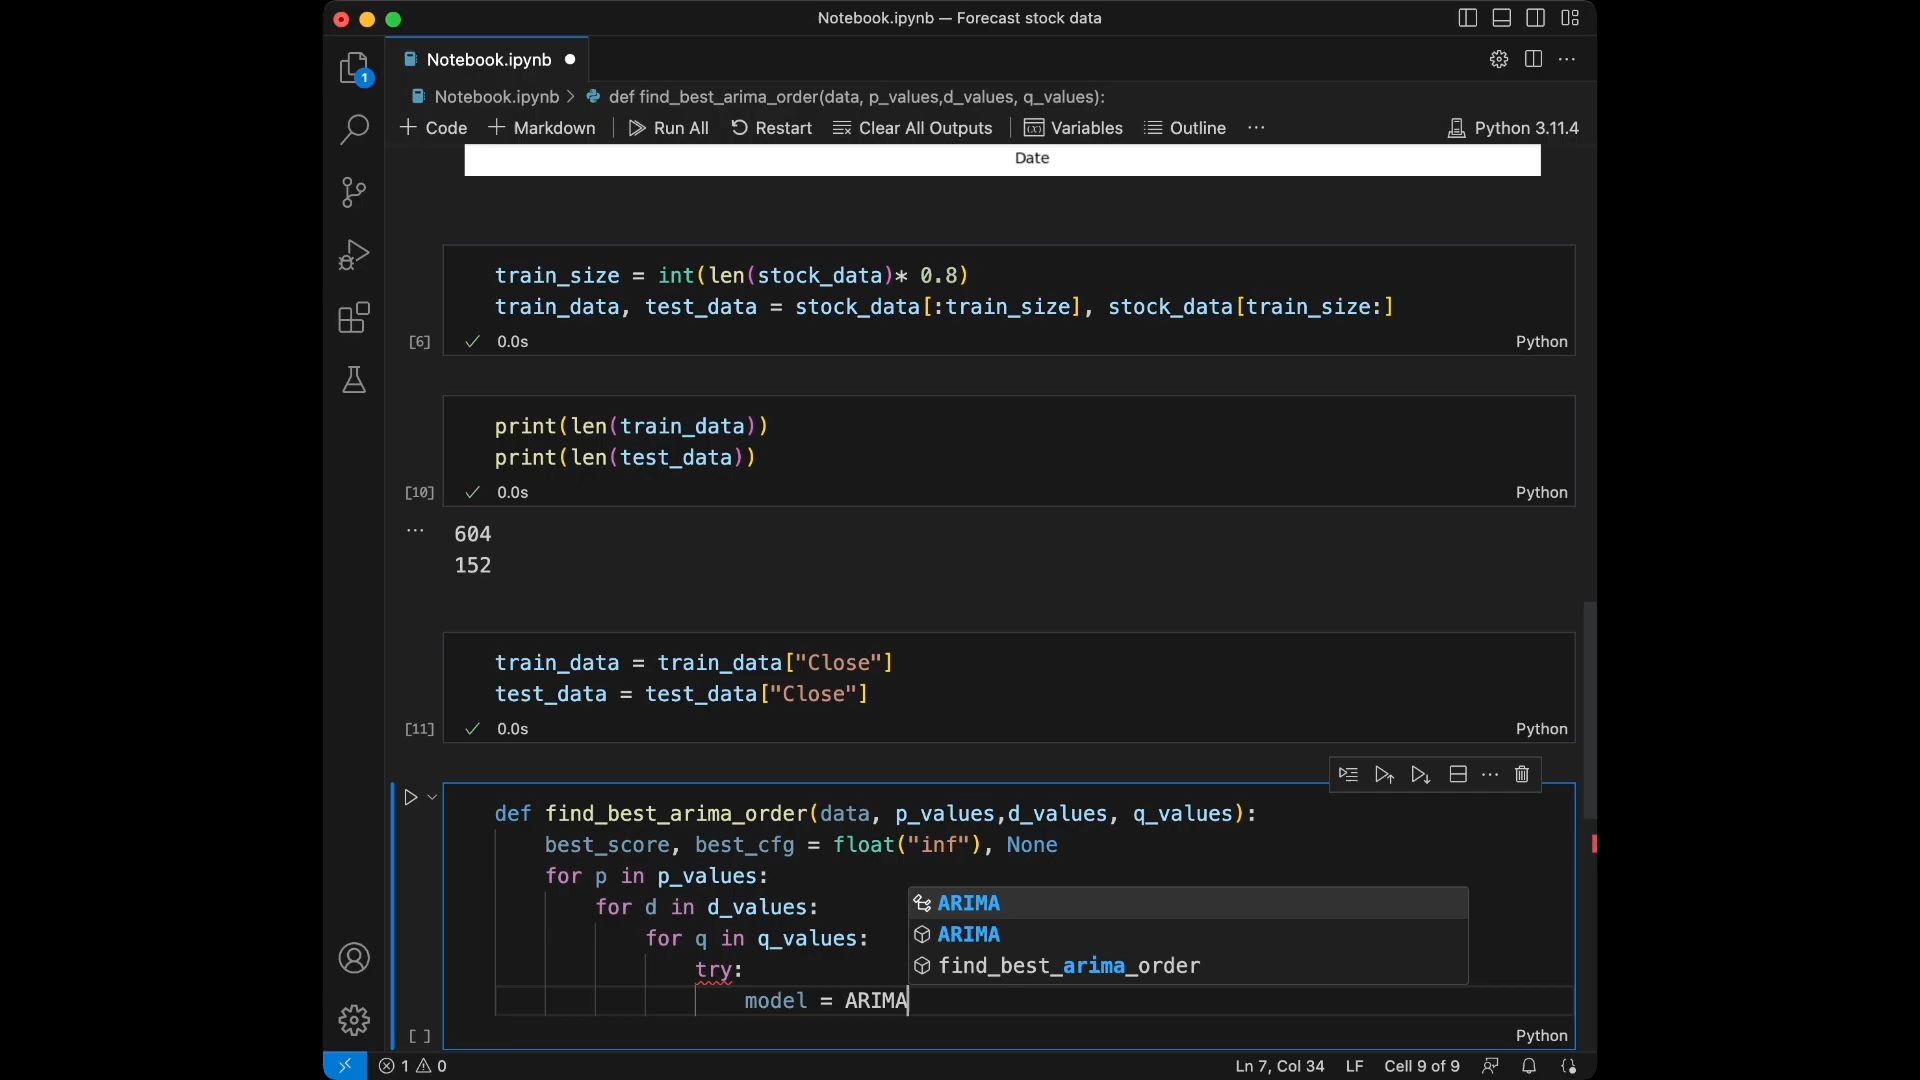 Notebook.ipynb — Forecast stock data
1
Notebook.ipynb
Notebook.ipynb > def find_best_arima_order(data, p_values,d_values, q_values):
+ Code + Markdown Run All Restart Clear All Outputs Variables Outline ... Python 3.11.4
Date
train_size = int(len(stock_data)* 0.8)
train_data, test_data = stock_data[:train_size], stock_data[train_size:]
[6] ✓ 0.0s Python
print(len(train_data))
print(len(test_data))
[10] ✓ 0.0s Python
... 604
152
train_data = train_data["Close"]
test_data = test_data["Close"]
[11] ✓ 0.0s Python
def find_best_arima_order(data, p_values,d_values, q_values):
best_score, best_cfg = float("inf"), None
for p in p_values:
for d in d_values:
for q in q_values:
try:
model = ARIMA
ARIMA
ARIMA
find_best_arima_order
[ ] Python
1 0 Ln 7, Col 34 LF Cell 9 of 9